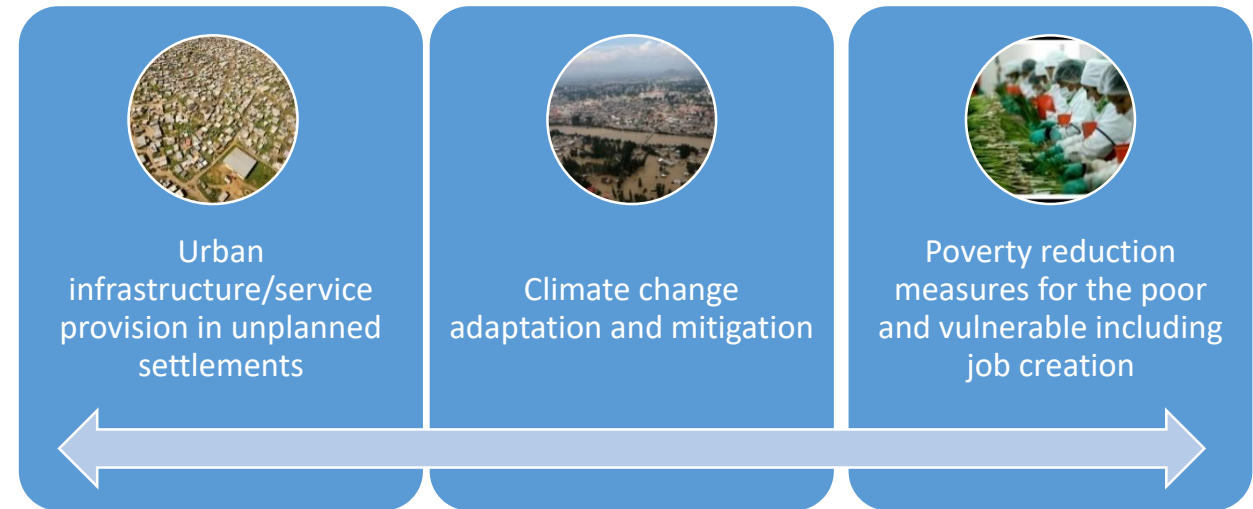 Urban
infrastructure/service
provision in unplanned
settlements
Climate change
adaptation and mitigation
Poverty reduction
measures for the poor
and vulnerable including
job creation